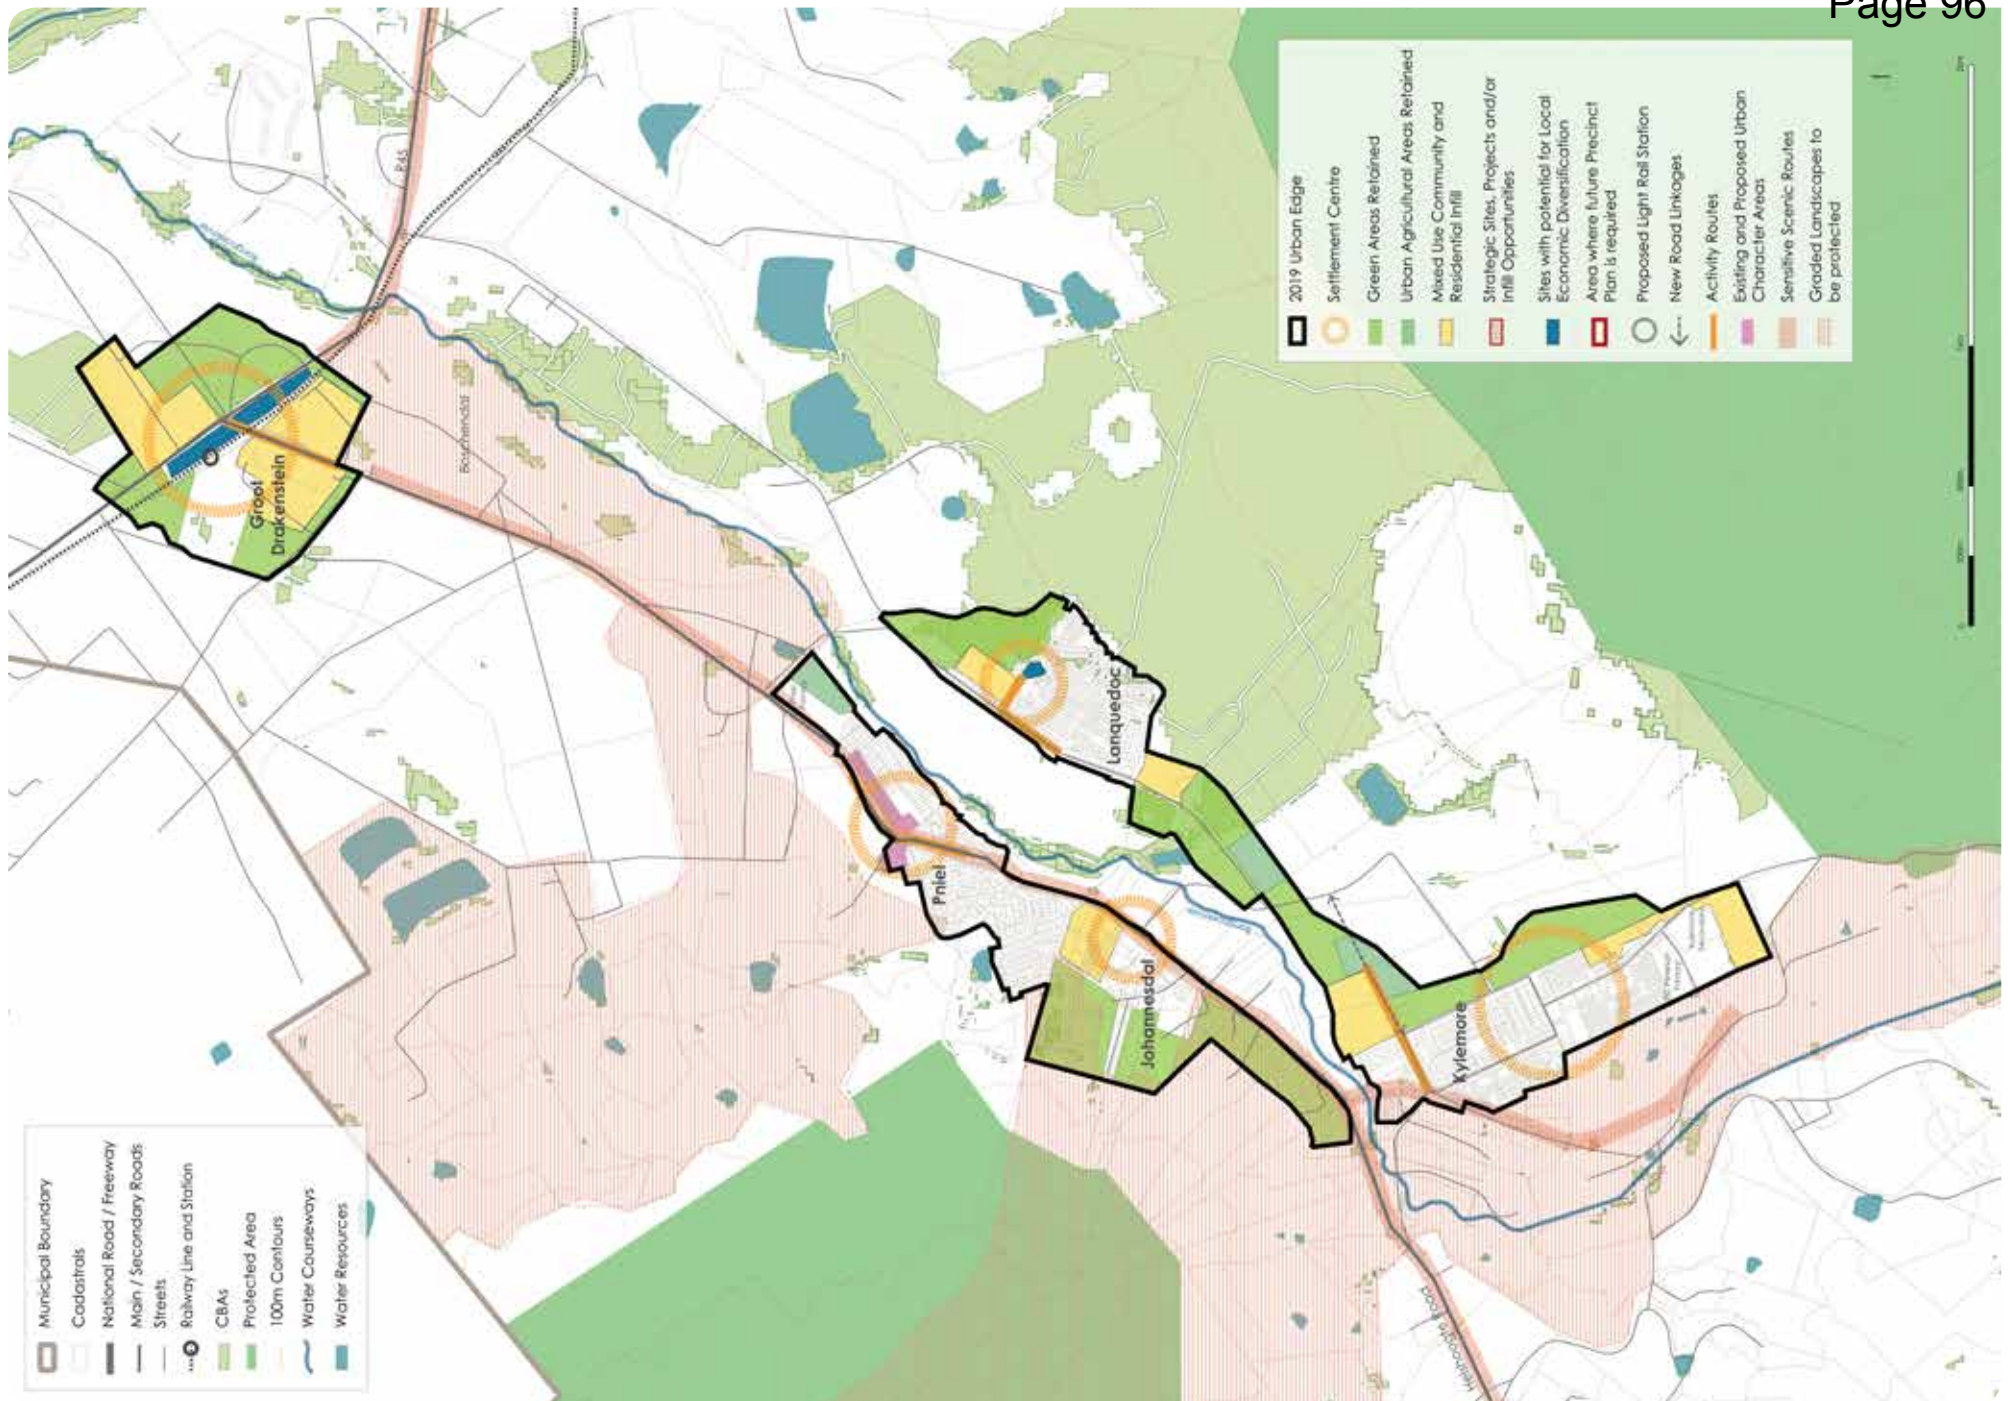 Page 96
Municipal Boundary
Cadastrals
National Road / Freeway
Main / Secondary Roads
Streets
Railway Line and Station
CBAs
Protected Area
100m Contours
Water Courseways
Water Resources
2019 Urban Edge
Settlement Centre
Green Areas Retained
Urban Agricultural Areas Retained
Mixed Use Community and
Residential Infill
Strategic Sites, Projects and/or
Infill Opportunities
Sites with potential for Local
Economic Diversification
Area where future Precinct
Plan is required
Proposed Light Rail Station
New Road Linkages
Activity Routes
Existing and Proposed Urban
Character Areas
Sensitive Scenic Routes
Graded Landscapes to
be protected
R45
Groot
Drakenstein
Boschendal
Lanquedoc
Pniel
Johannesdal
Kylemore
Helshoogte Road